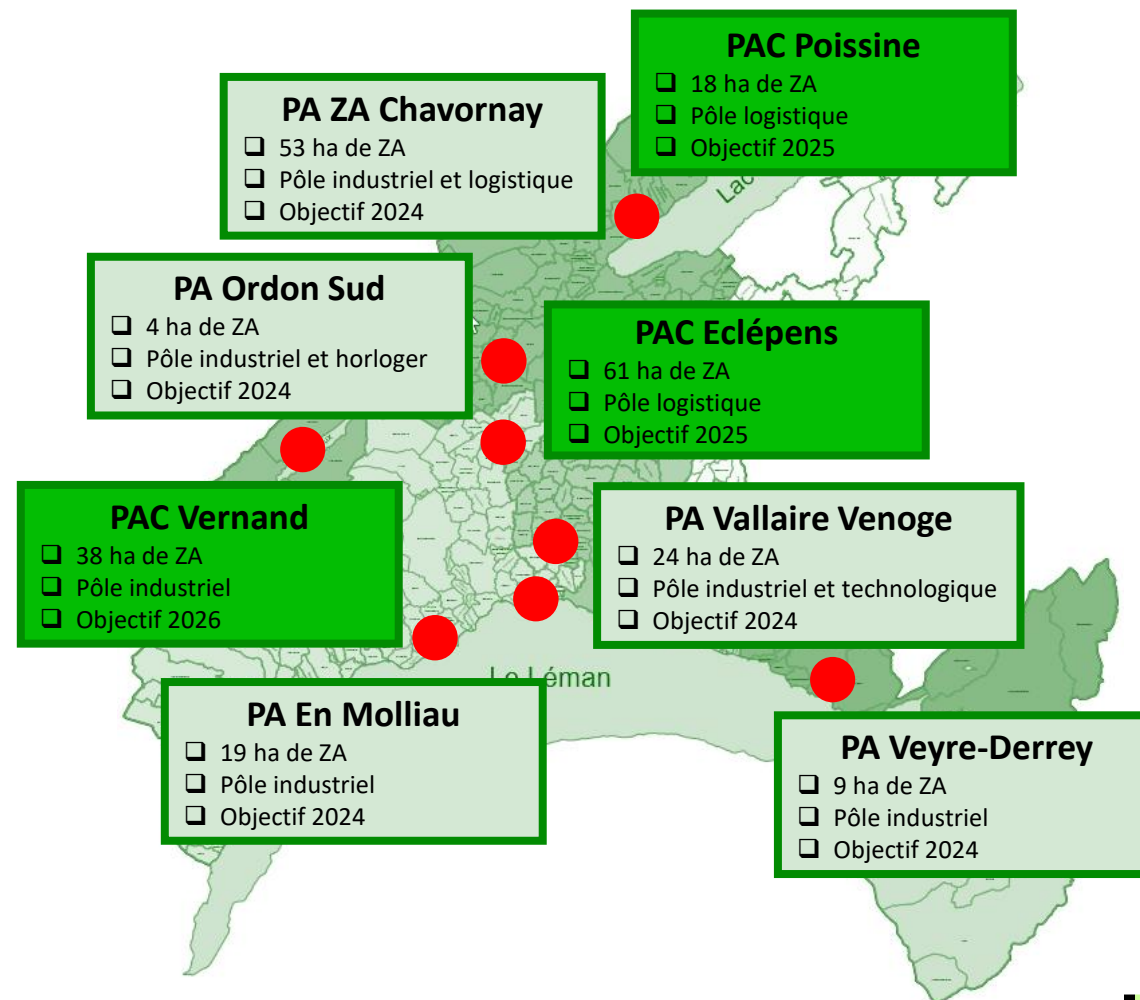 PAC Poissine
18 ha de ZA
Pôle logistique
Objectif 2025
PA ZA Chavornay
53 ha de ZA
Pôle industriel et logistique
Objectif 2024
Lac
PA Ordon Sud
4 ha de ZA
Pôle industriel et horloger
Objectif 2024
PAC Eclépens
61 ha de ZA
Pôle logistique
Objectif 2025
PAC Vernand
38 ha de ZA
Pôle industriel
Objectif 2026
PA Vallaire Venoge
24 ha de ZA
Pôle industriel et technologique
Objectif 2024
Le Léman
PA En Molliau
19 ha de ZA
Pôle industriel
Objectif 2024
PA Veyre-Derrey
9 ha de ZA
Pôle industriel
Objectif 2024